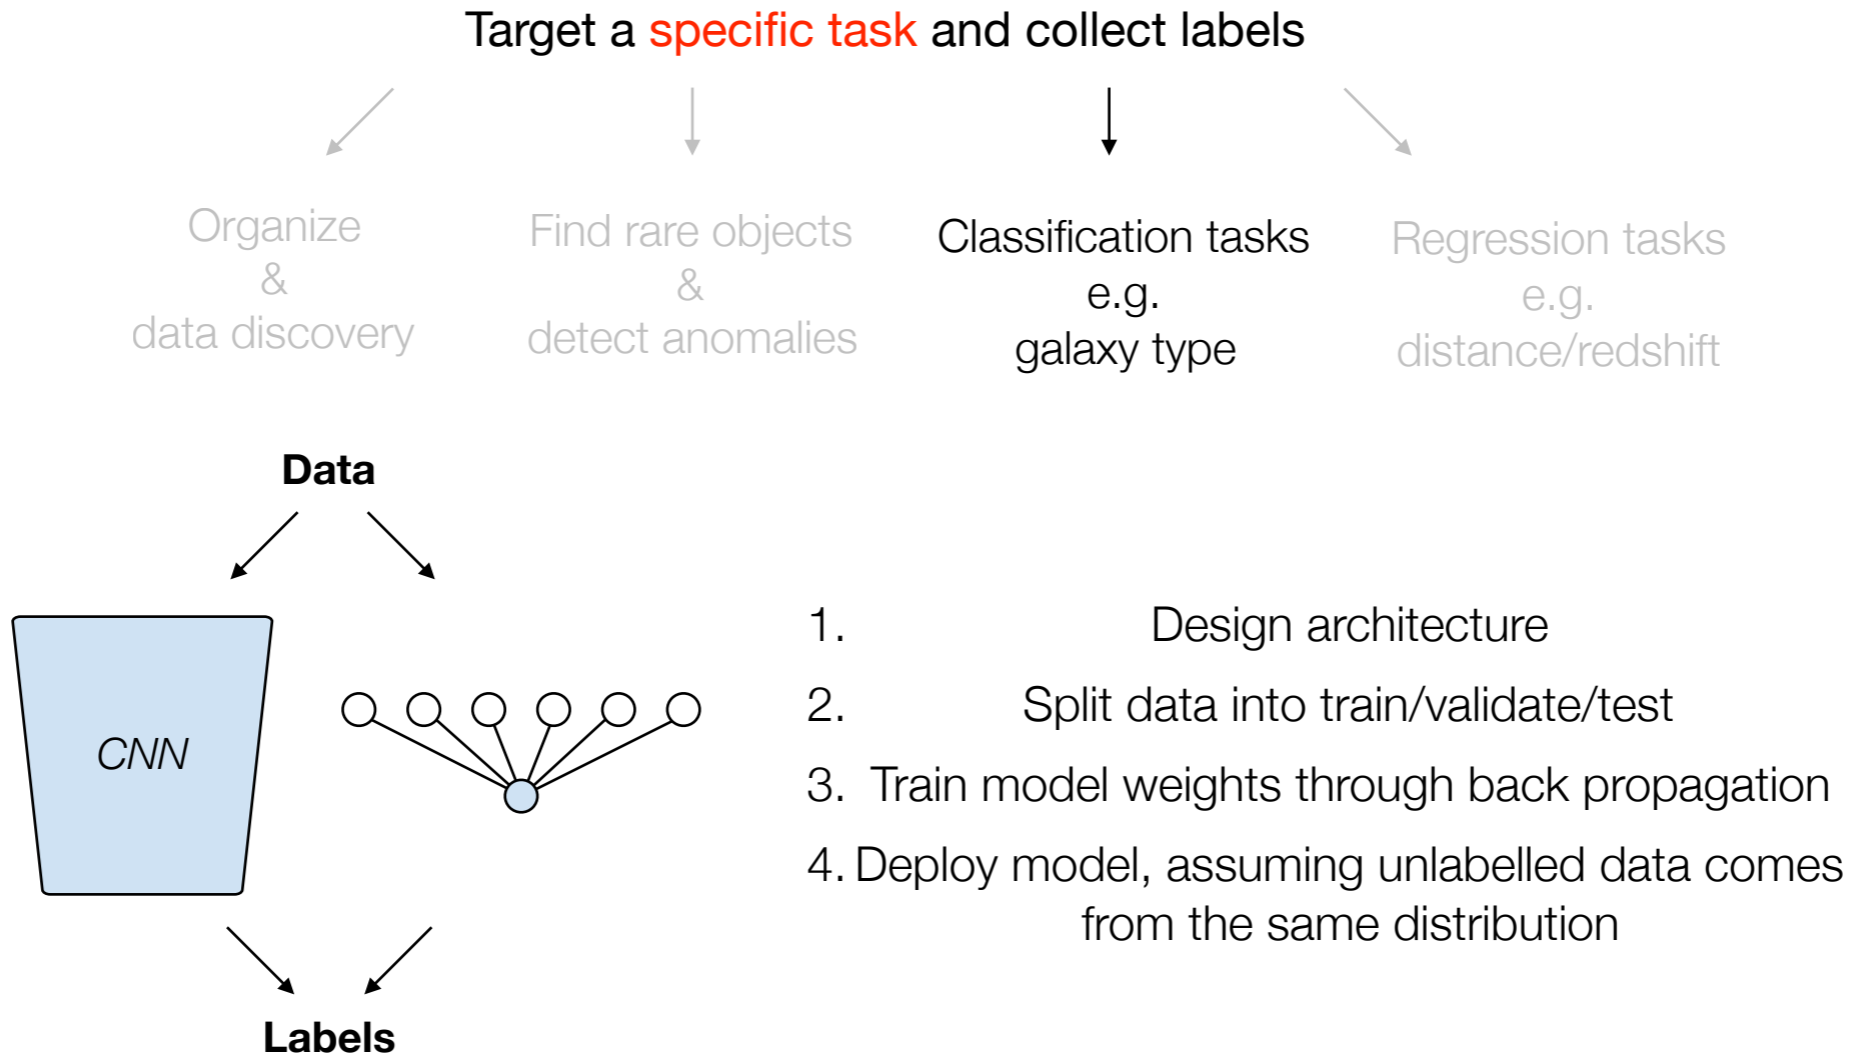 Target a specific task and collect labels
Organize
&
data discovery
Find rare objects
&
detect anomalies
Classification tasks
e.g.
galaxy type
Regression tasks
e.g.
distance/redshift
Data
CNN
Labels
1. Design architecture
2. Split data into train/validate/test
3. Train model weights through back propagation
4. Deploy model, assuming unlabelled data comes
from the same distribution